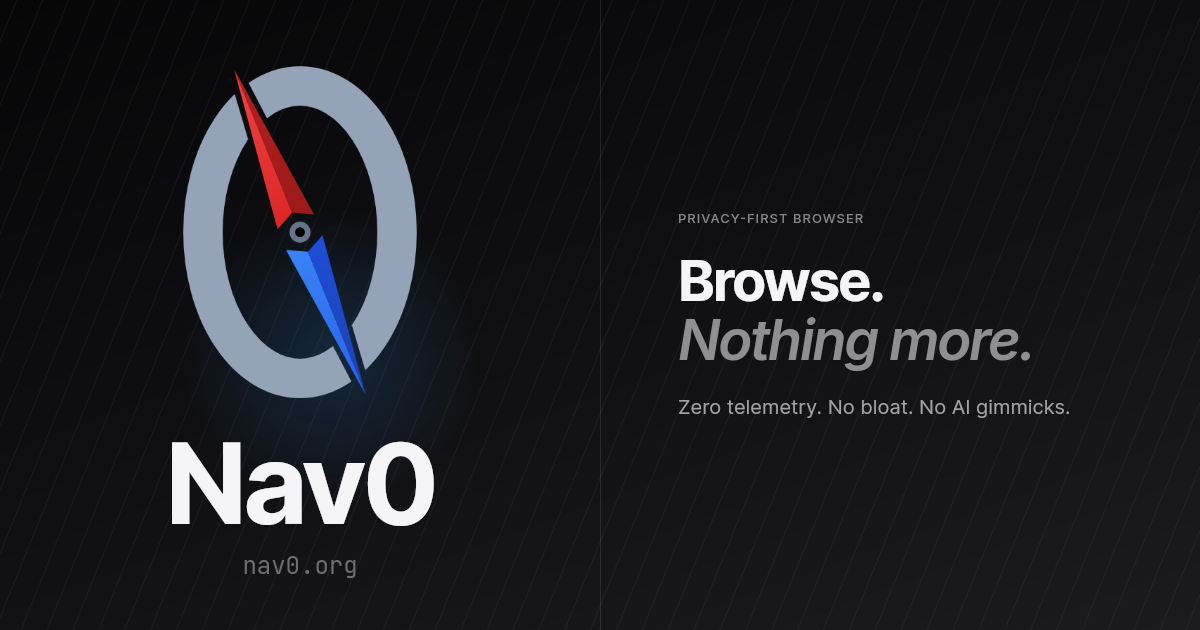 Nav0
nav0.org
PRIVACY-FIRST BROWSER
Browse.
Nothing more.
Zero telemetry. No bloat. No AI gimmicks.